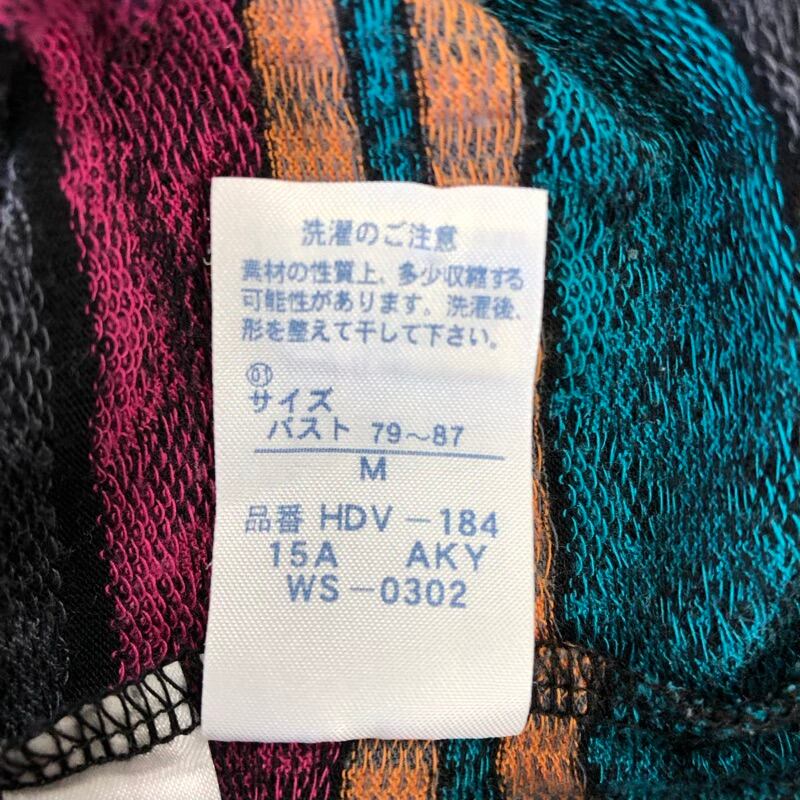 洗濯のご注意
素材の性質上、多少収縮する
可能性があります。洗濯後、
形を整えて干して下さい。
01
サイズ
バスト 79～87
M
品番 HDV－184
15A AKY
WS－0302